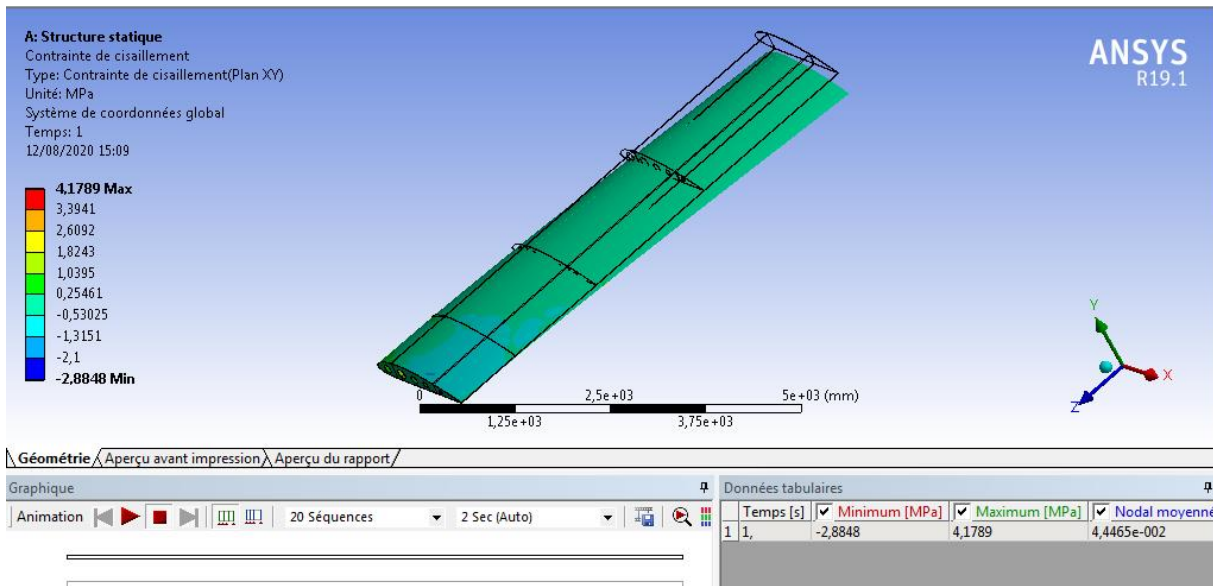 A: Structure statique
Contrainte de cisaillement
Type: Contrainte de cisaillement(Plan XY)
Unité: MPa
Système de coordonnées global
Temps: 1
12/08/2020 15:09
ANSYS
R19.1
4,1789 Max
3,3941
2,6092
1,8243
1,0395
0,25461
-0,53025
-1,3151
-2,1
-2,8848 Min
Y
X
Z
0 2,5e+03 5e+03 (mm)
1,25e+03 3,75e+03
Géométrie Aperçu avant impression Aperçu du rapport
Graphique
Animation 20 Séquences 2 Sec (Auto)
Données tabulaires
Temps [s] Minimum [MPa] Maximum [MPa] Nodal moyenné
1 1, -2,8848 4,1789 4,4465e-002